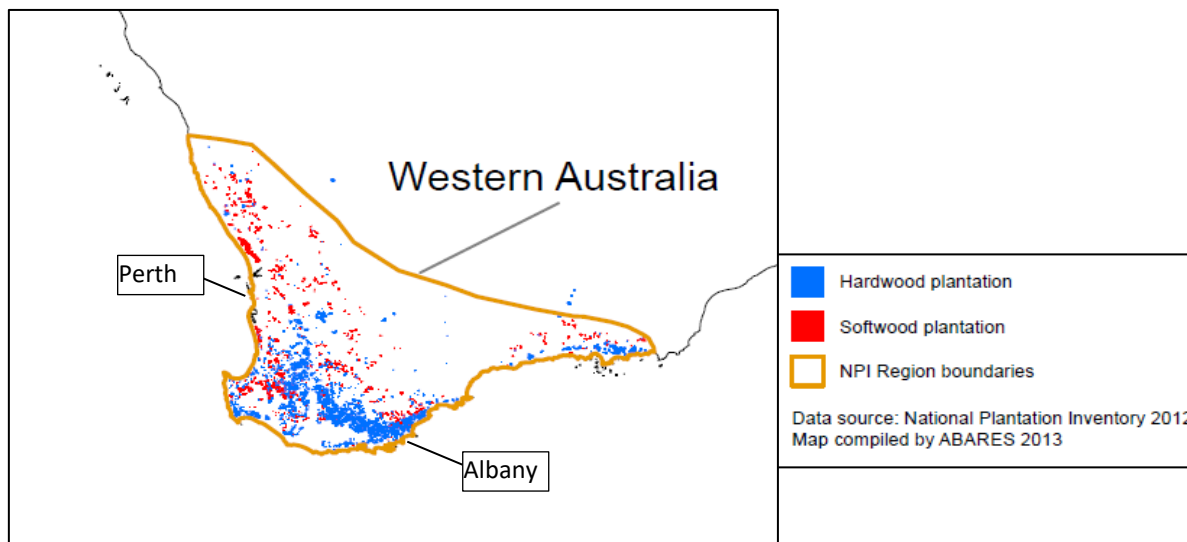 Western Australia
Perth
Albany
Hardwood plantation
Softwood plantation
NPI Region boundaries
Data source: National Plantation Inventory 2012
Map compiled by ABARES 2013